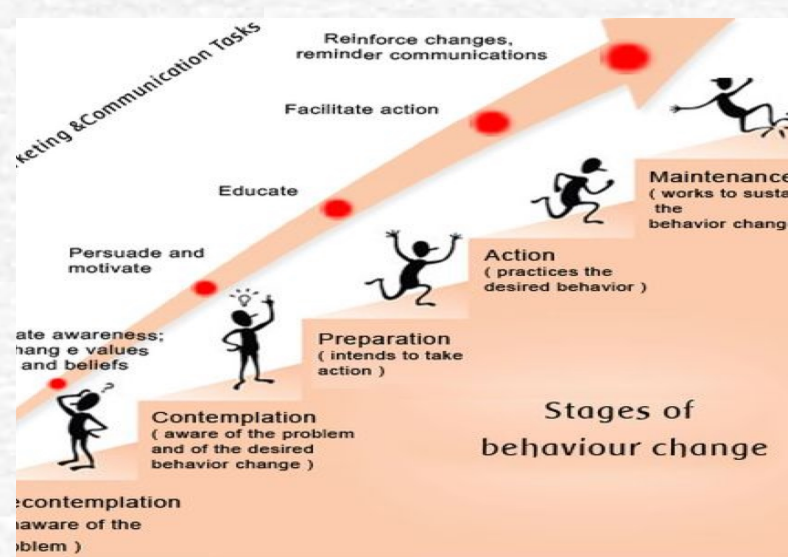 keting &Communication Tasks
Reinforce changes,
reminder communications
Facilitate action
Educate
Persuade and
motivate
ate awareness;
hang e values
and beliefs
?
Maintenance
( works to susta
the
behavior chang
Action
( practices the
desired behavior )
Preparation
( intends to take
action )
Contemplation
( aware of the problem
and of the desired
behavior change )
econtemplation
aware of the
blem )
Stages of
behaviour change